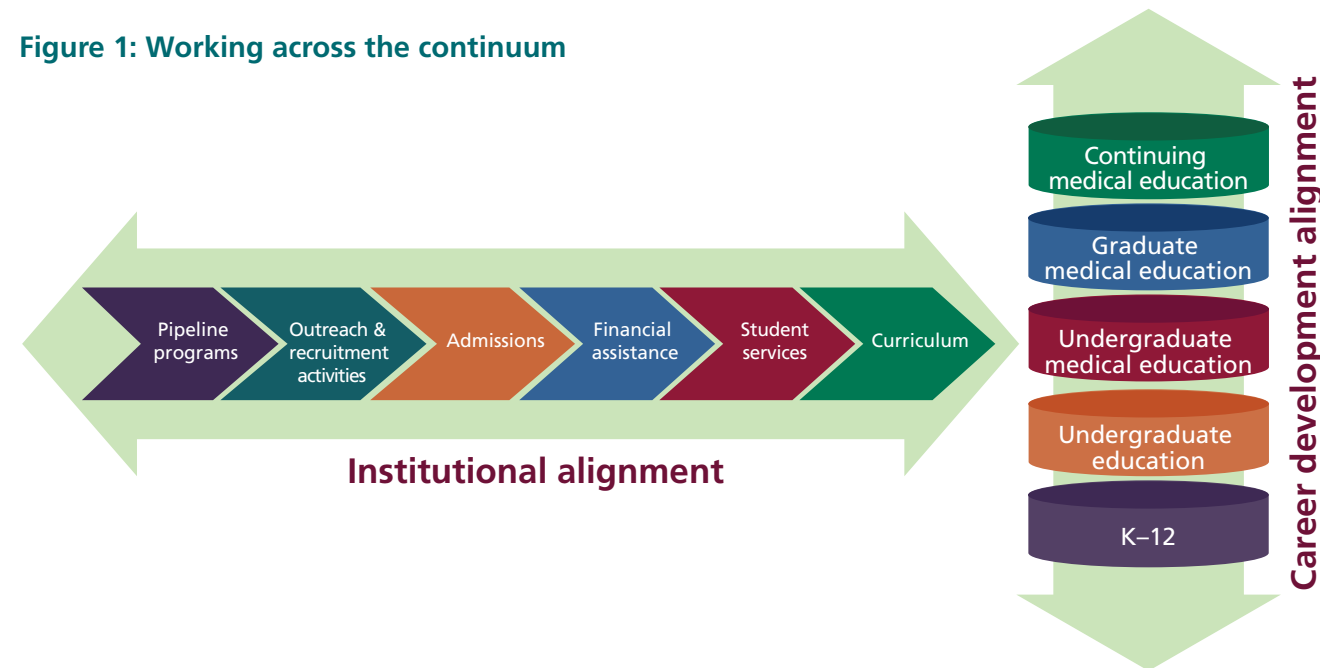 Figure 1: Working across the continuum
Pipeline
programs
Outreach &
recruitment
activities
Admissions
Financial
assistance
Student
services
Curriculum
Institutional alignment
Continuing
medical education
Graduate
medical education
Undergraduate
medical education
Undergraduate
education
K–12
Career development alignment